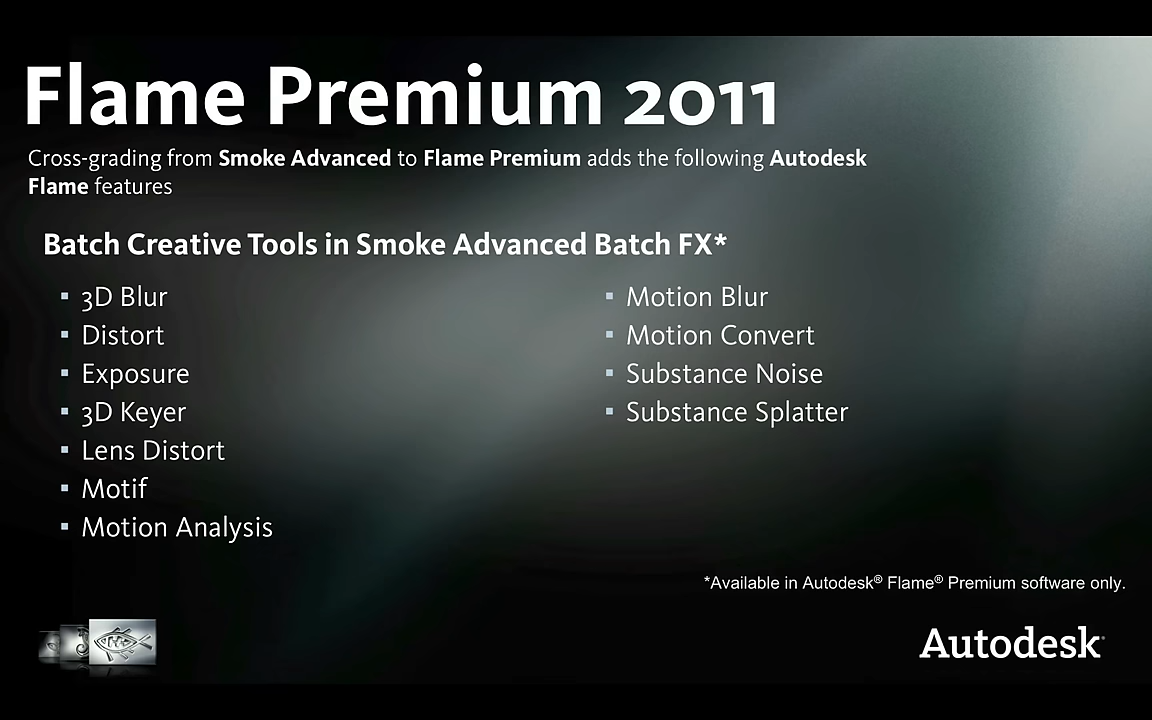 Flame Premium 2011
Cross-grading from Smoke Advanced to Flame Premium adds the following Autodesk
Flame features
Batch Creative Tools in Smoke Advanced Batch FX*
▪ 3D Blur
▪ Distort
▪ Exposure
▪ 3D Keyer
▪ Lens Distort
▪ Motif
▪ Motion Analysis
▪ Motion Blur
▪ Motion Convert
▪ Substance Noise
▪ Substance Splatter
*Available in Autodesk® Flame® Premium software only.
Autodesk